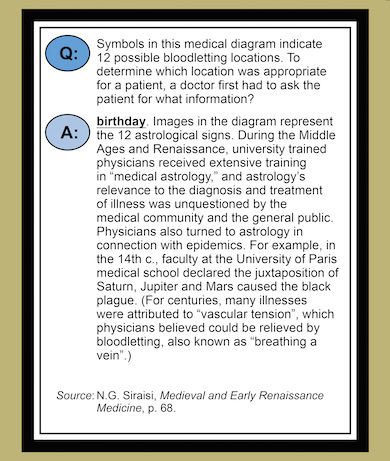 Q:
Symbols in this medical diagram indicate
12 possible bloodletting locations. To
determine which location was appropriate
for a patient, a doctor first had to ask the
patient for what information?
A:
birthday. Images in the diagram represent
the 12 astrological signs. During the Middle
Ages and Renaissance, university trained
physicians received extensive training
in “medical astrology,” and astrology’s
relevance to the diagnosis and treatment
of illness was unquestioned by the
medical community and the general public.
Physicians also turned to astrology in
connection with epidemics. For example, in
the 14th c., faculty at the University of Paris
medical school declared the juxtaposition of
Saturn, Jupiter and Mars caused the black
plague. (For centuries, many illnesses
were attributed to “vascular tension”, which
physicians believed could be relieved by
bloodletting, also known as “breathing a
vein”.)
Source: N.G. Siraisi, Medieval and Early Renaissance
Medicine, p. 68.